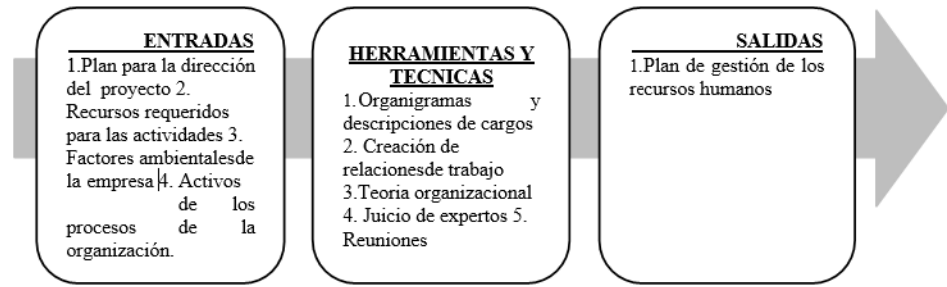 ENTRADAS
1.Plan para la dirección
del proyecto 2.
Recursos requeridos
para las actividades 3.
Factores ambientalesde
la empresa 4. Activos
de los
procesos de la
organización.
HERRAMIENTAS Y
TECNICAS
1.Organigramas y
descripciones de cargos
2. Creación de
relacionesde trabajo
3.Teoria organizacional
4. Juicio de expertos 5.
Reuniones
SALIDAS
1.Plan de gestión de los
recursos humanos